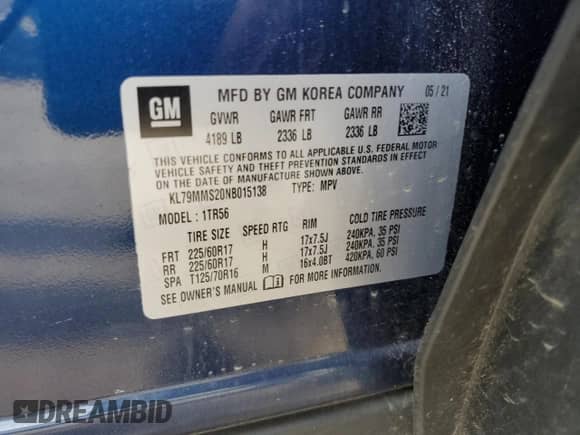 GM
MFD BY GM KOREA COMPANY 05 / 21
GVWR GAWR FRT GAWR RR
4189 LB 2336 LB 2336 LB
THIS VEHICLE CONFORMS TO ALL APPLICABLE U.S. FEDERAL MOTOR
VEHICLE SAFETY AND THEFT PREVENTION STANDARDS IN EFFECT ON
THE DATE OF MANUFACTURE SHOWN ABOVE.
KL79MMS20NB015138 TYPE: MPV
MODEL : 1TR56
TIRE SIZE SPEED RTG RIM COLD TIRE PRESSURE
FRT 225/60R17 H 17x7.5J 240KPA, 35 PSI
RR 225/60R17 H 17x7.5J 240KPA, 35 PSI
SPA T125/70R16 M 16x4.0BT 420KPA, 60 PSI
SEE OWNER'S MANUAL FOR MORE INFORMATION.
DREAMBID